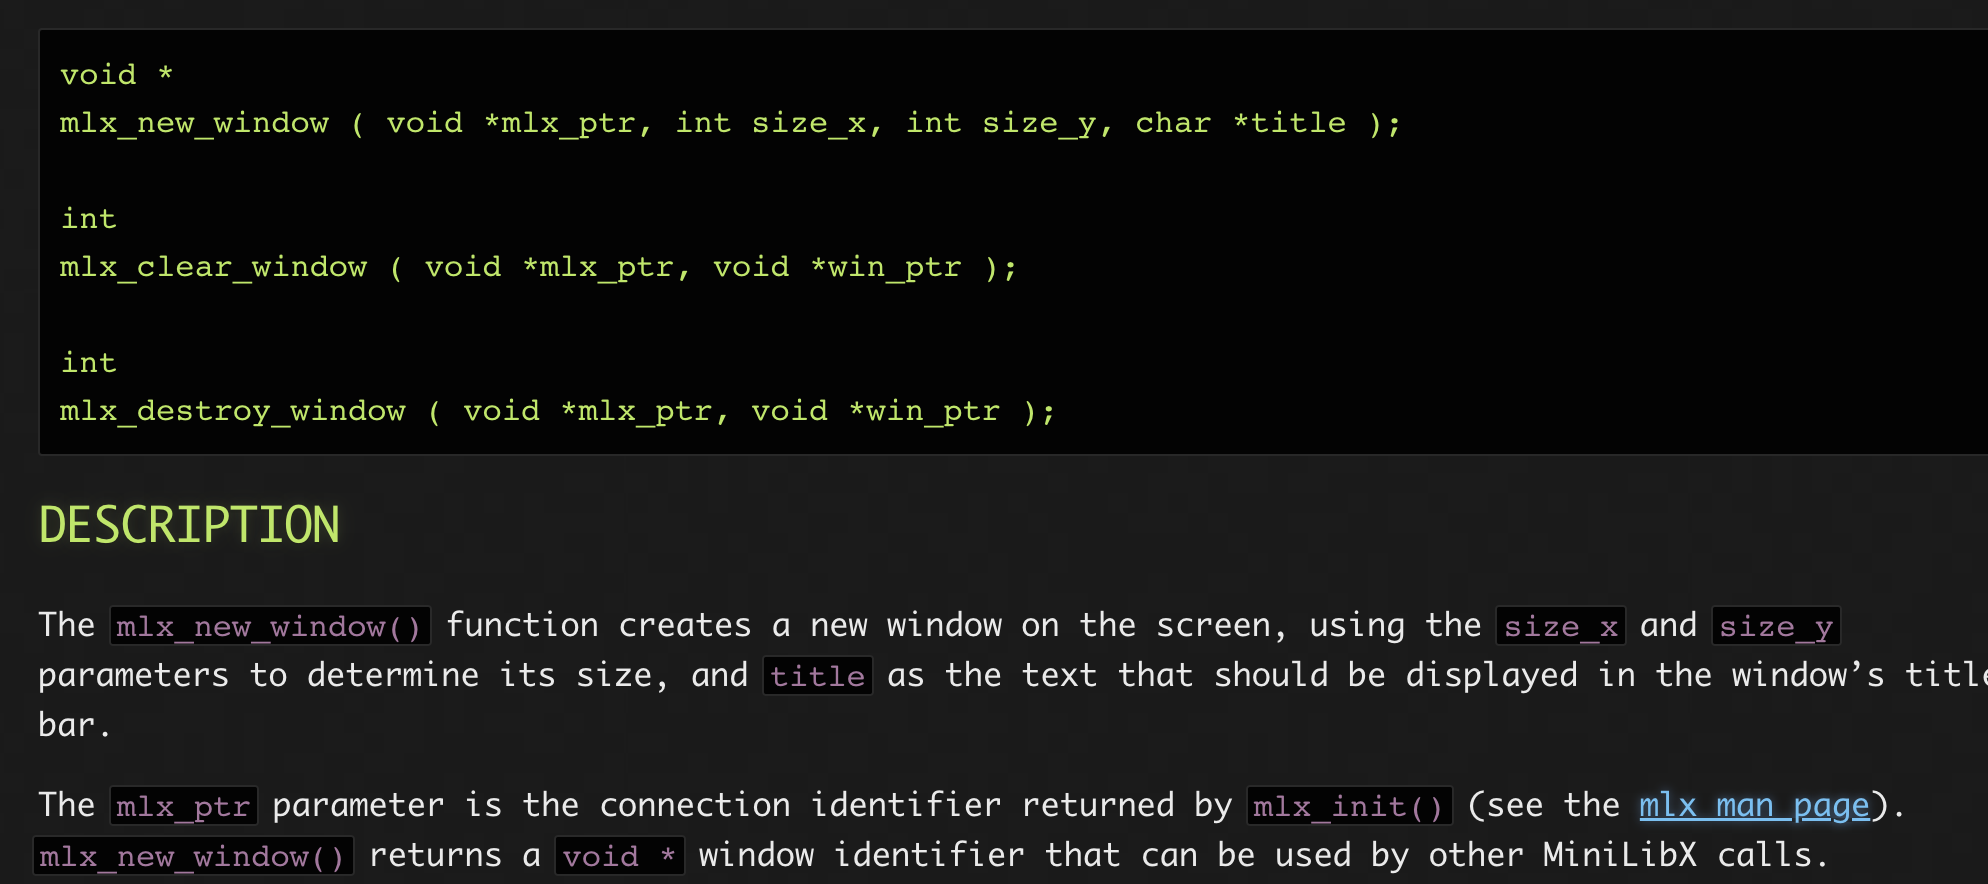 void *
mlx_new_window ( void *mlx_ptr, int size_x, int size_y, char *title );
int
mlx_clear_window ( void *mlx_ptr, void *win_ptr );
int
mlx_destroy_window ( void *mlx_ptr, void *win_ptr );
DESCRIPTION
The mlx_new_window() function creates a new window on the screen, using the size_x and size_y
parameters to determine its size, and title as the text that should be displayed in the window’s title
bar.
The mlx_ptr parameter is the connection identifier returned by mlx_init() (see the mlx man page).
mlx_new_window() returns a void * window identifier that can be used by other MiniLibX calls.